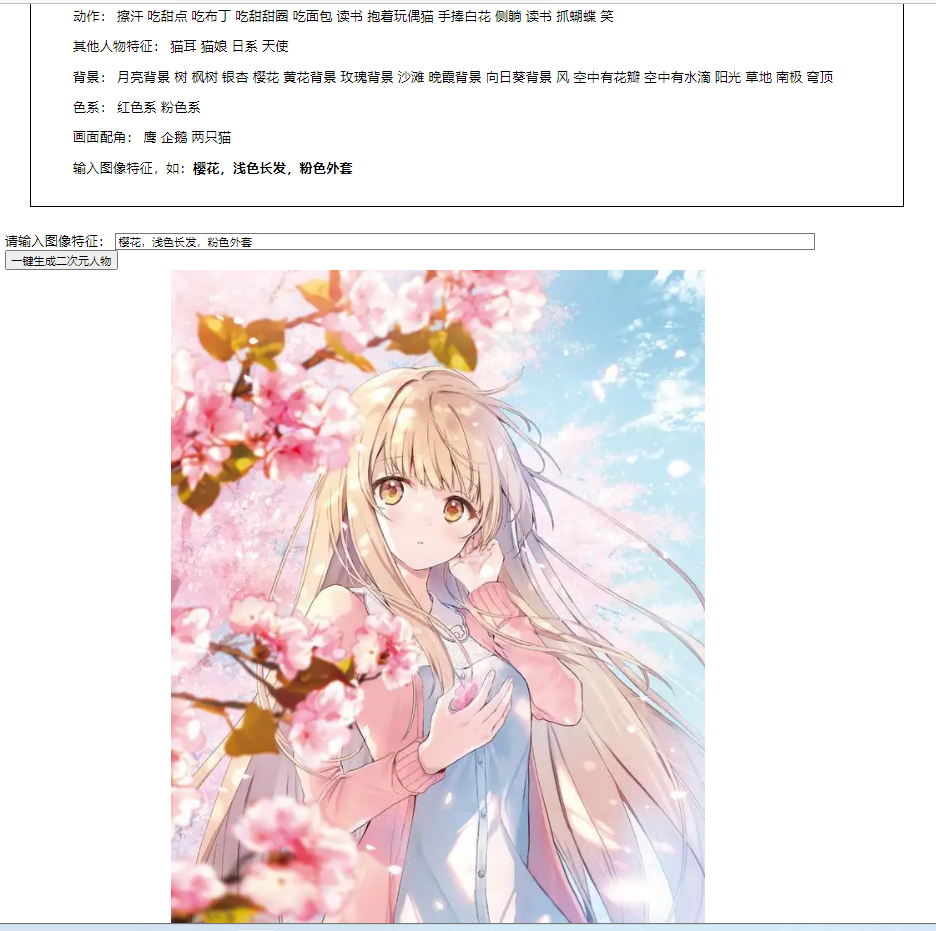 动作： 擦汗 吃甜点 吃布丁 吃甜甜圈 吃面包 读书 抱着玩偶猫 手捧白花 侧躺 读书 抓蝴蝶 笑
其他人物特征： 猫耳 猫娘 日系 天使
背景： 月亮背景 树 枫树 银杏 樱花 黄花背景 玫瑰背景 沙滩 晚霞背景 向日葵背景 风 空中有花瓣 空中有水滴 阳光 草地 南极 穹顶
色系： 红色系 粉色系
画面配角： 鹰 企鹅 两只猫
输入图像特征，如：樱花，浅色长发，粉色外套
请输入图像特征： 樱花，浅色长发，粉色外套
一键生成二次元人物